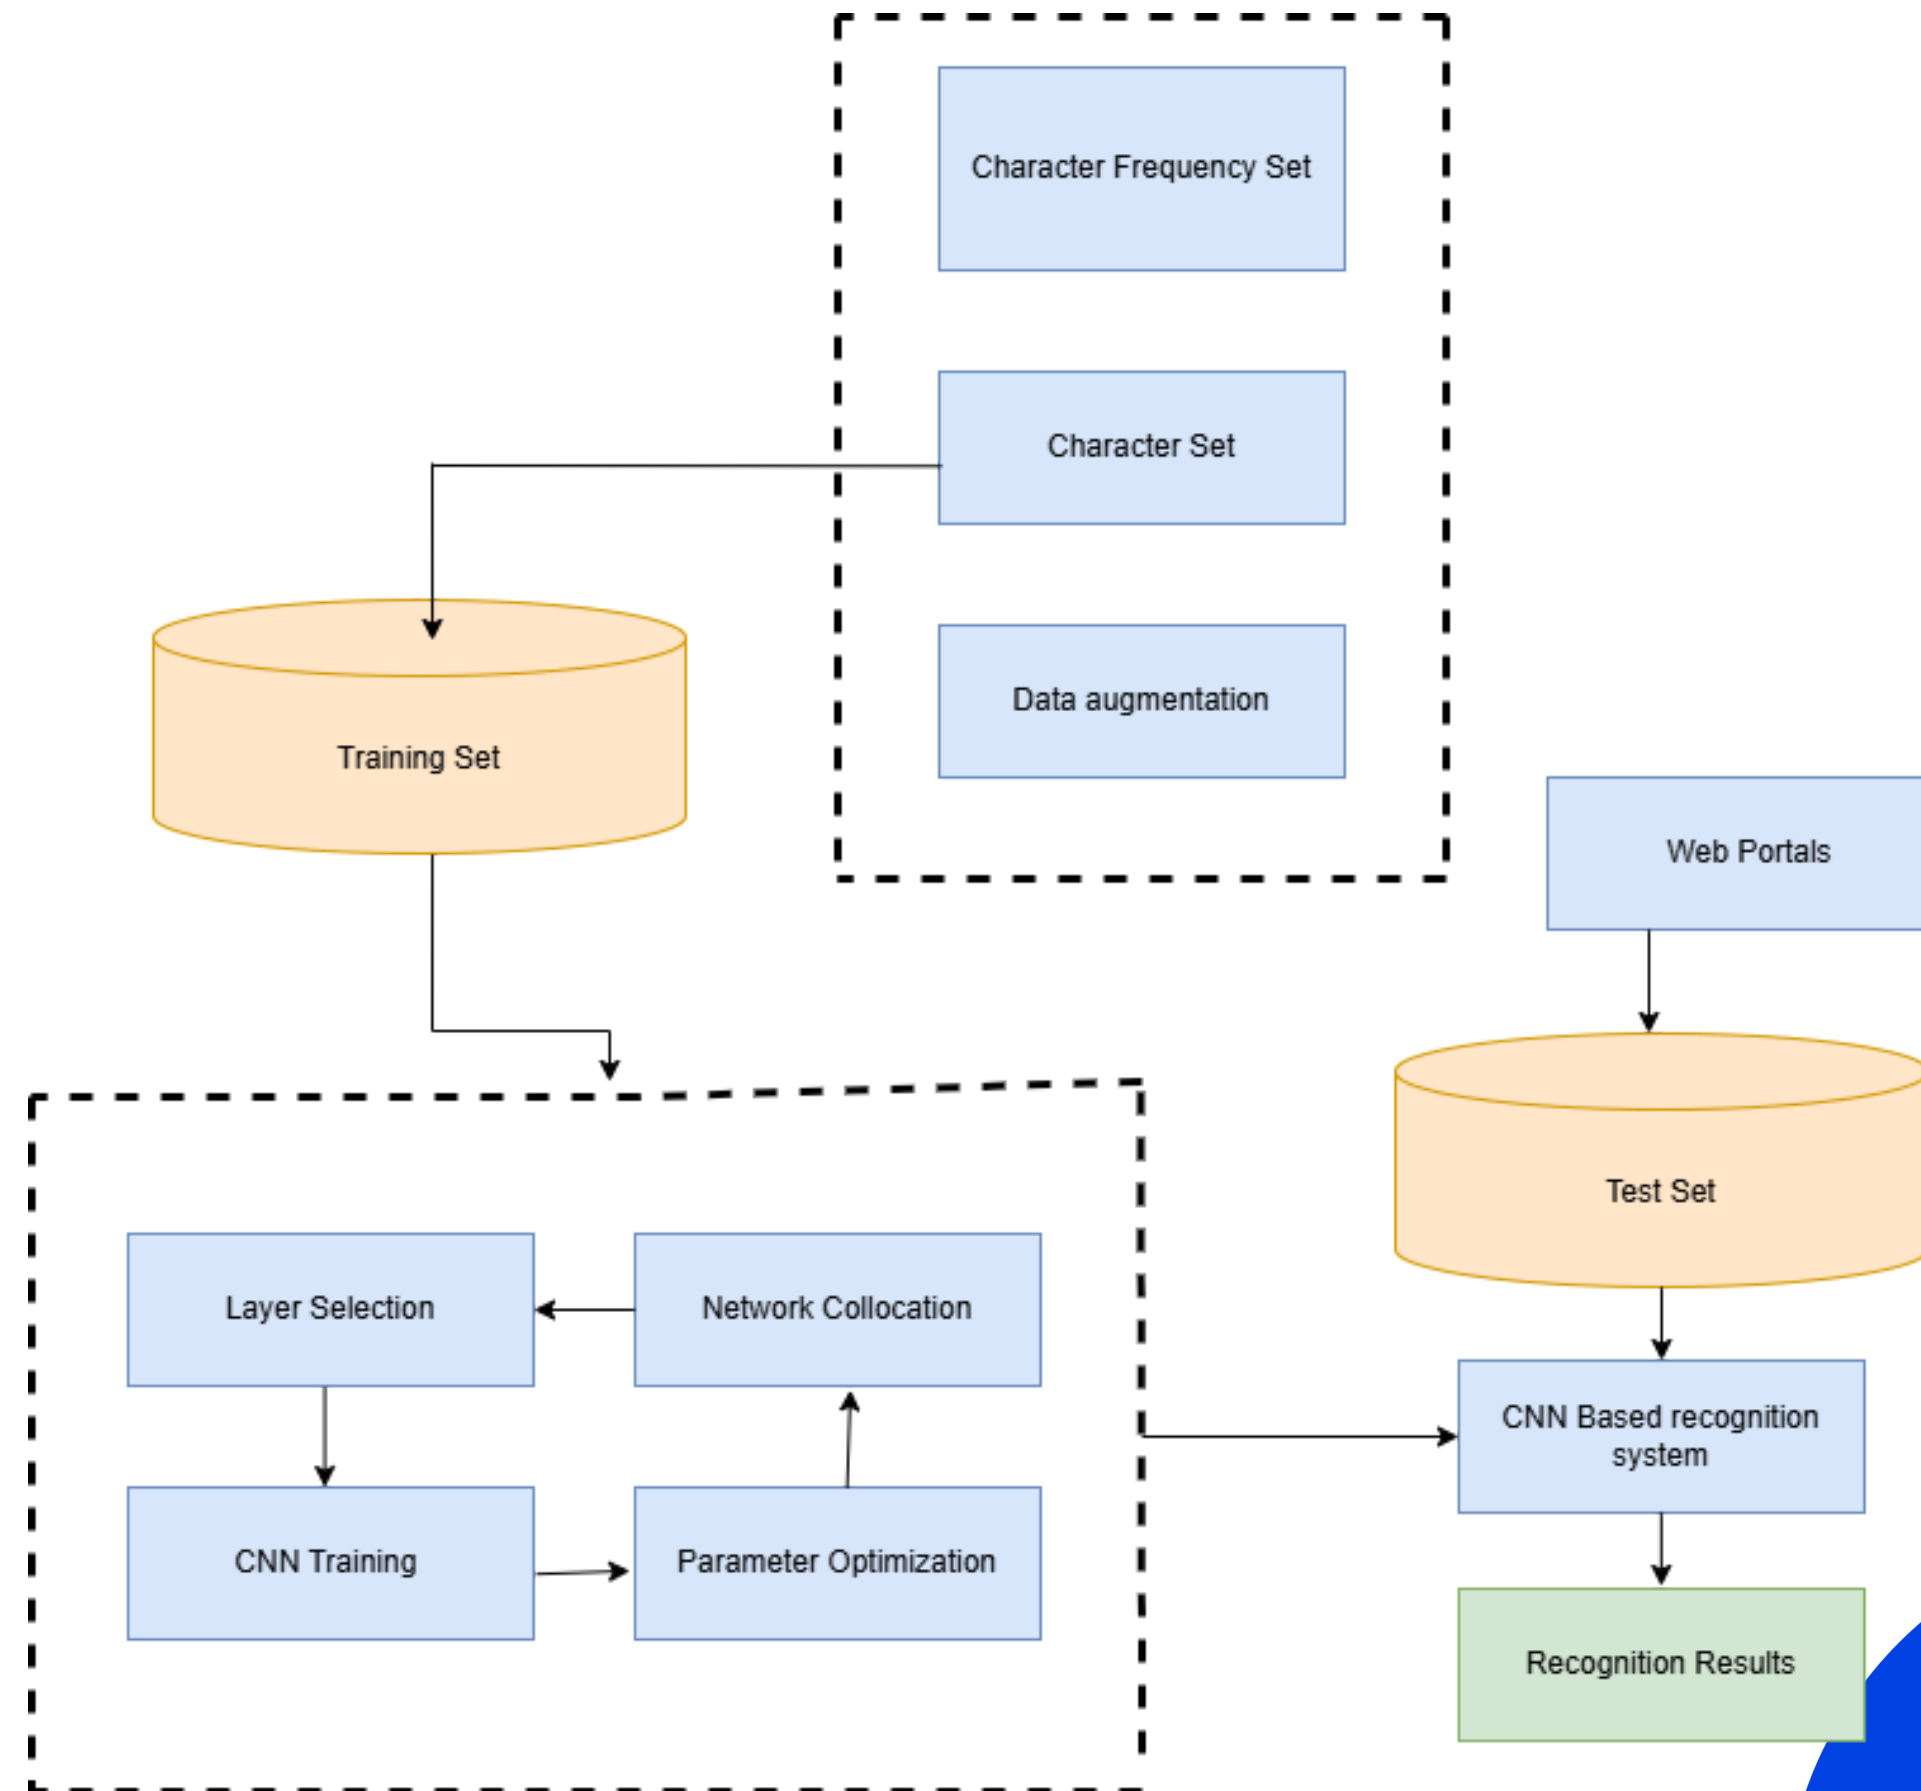 Character Frequency Set
Character Set
Data augmentation
Training Set
Web Portals
Test Set
Layer Selection
Network Collocation
CNN Based recognition
system
CNN Training
Parameter Optimization
Recognition Results